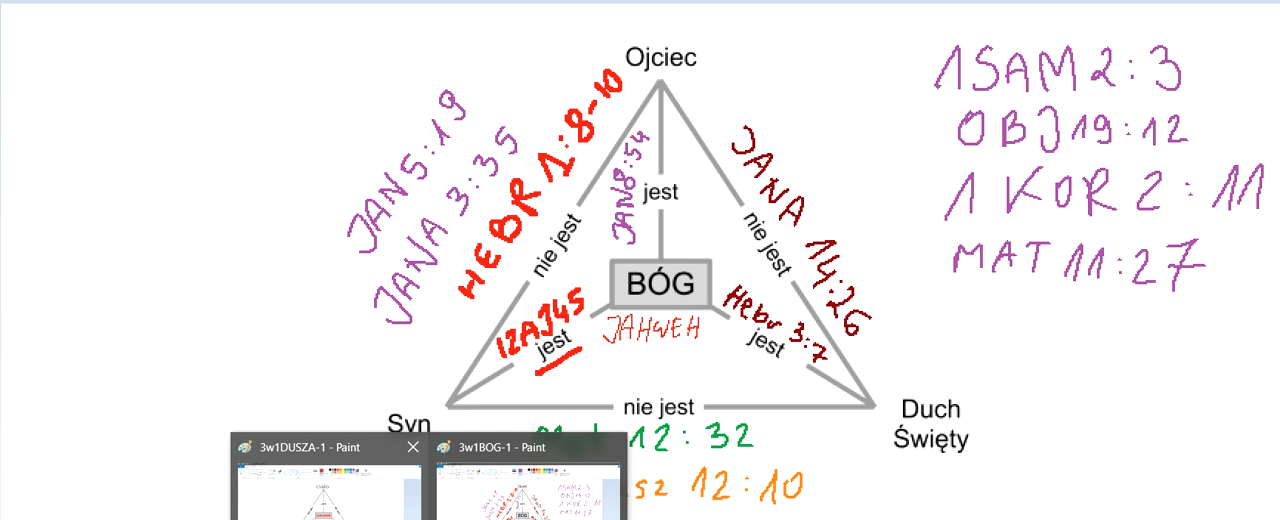 Ojciec
1SAM 2:3
OBJ 19:12
1 KOR 2:11
MAT 11:27
JAN 5:19
JANA 3:35
HEBR 1:8-10
JAN 8:54
JANA 14:26
jest
nie jest
nie jest
BÓG
JAHWEH
IZAJ45
jest
Hebr 3:7
jest
nie jest
Syn
Duch
Święty
12:32
sz 12:10
3w1DUSZA-1 - Paint
3w1BOG-1 - Paint